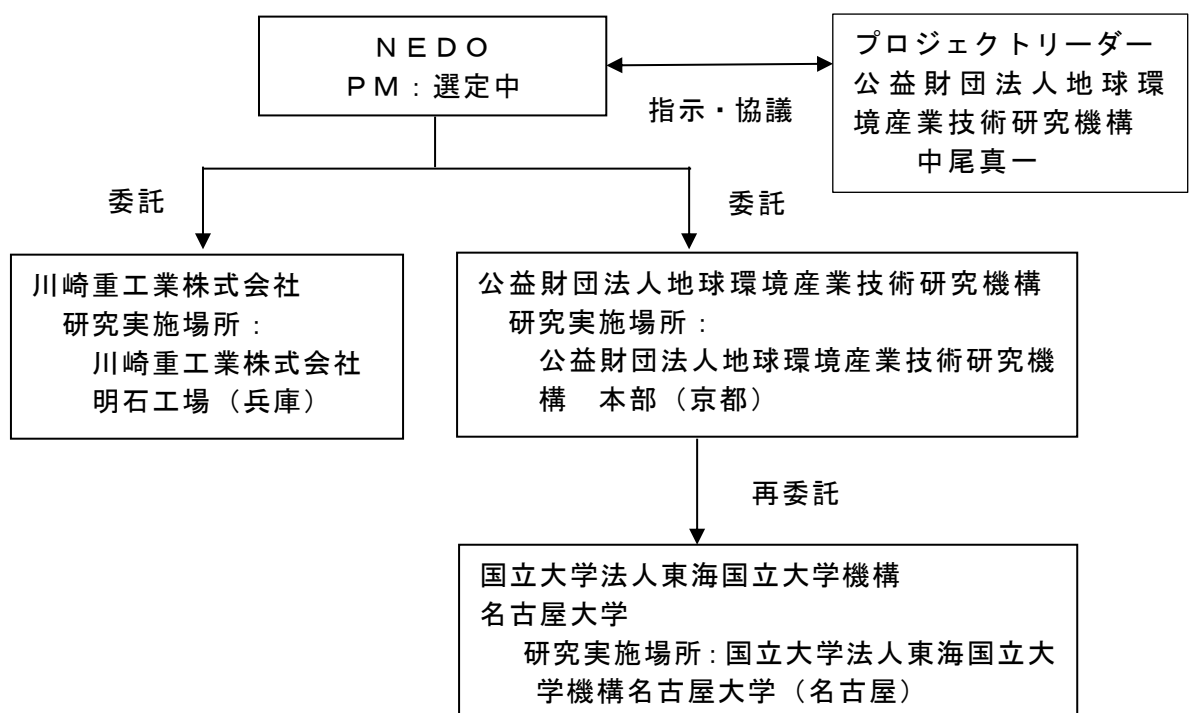 ＮＥＤＯ
ＰＭ：選定中
指示・協議
プロジェクトリーダー
公益財団法人地球環
境産業技術研究機構
中尾真一
委託
委託
川崎重工業株式会社
研究実施場所：
川崎重工業株式会社
明石工場（兵庫）
公益財団法人地球環境産業技術研究機構
研究実施場所：
公益財団法人地球環境産業技術研究機
構　本部（京都）
再委託
国立大学法人東海国立大学機構
名古屋大学
研究実施場所：国立大学法人東海国立大
学機構名古屋大学（名古屋）